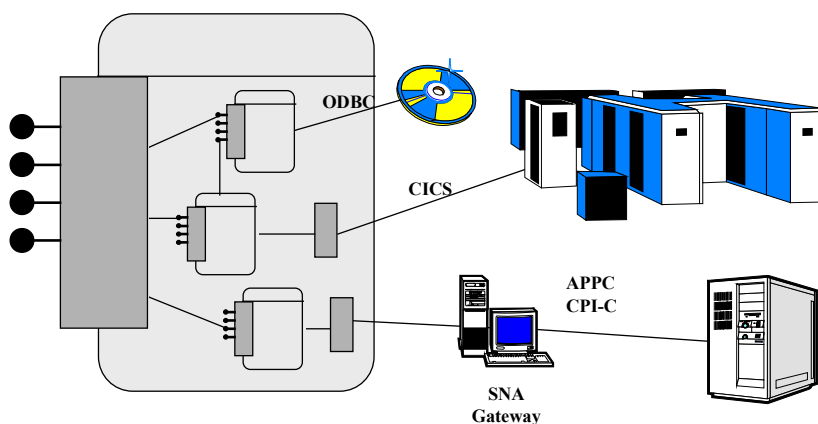 ODBC
CICS
APPC
CPI-C
SNA
Gateway